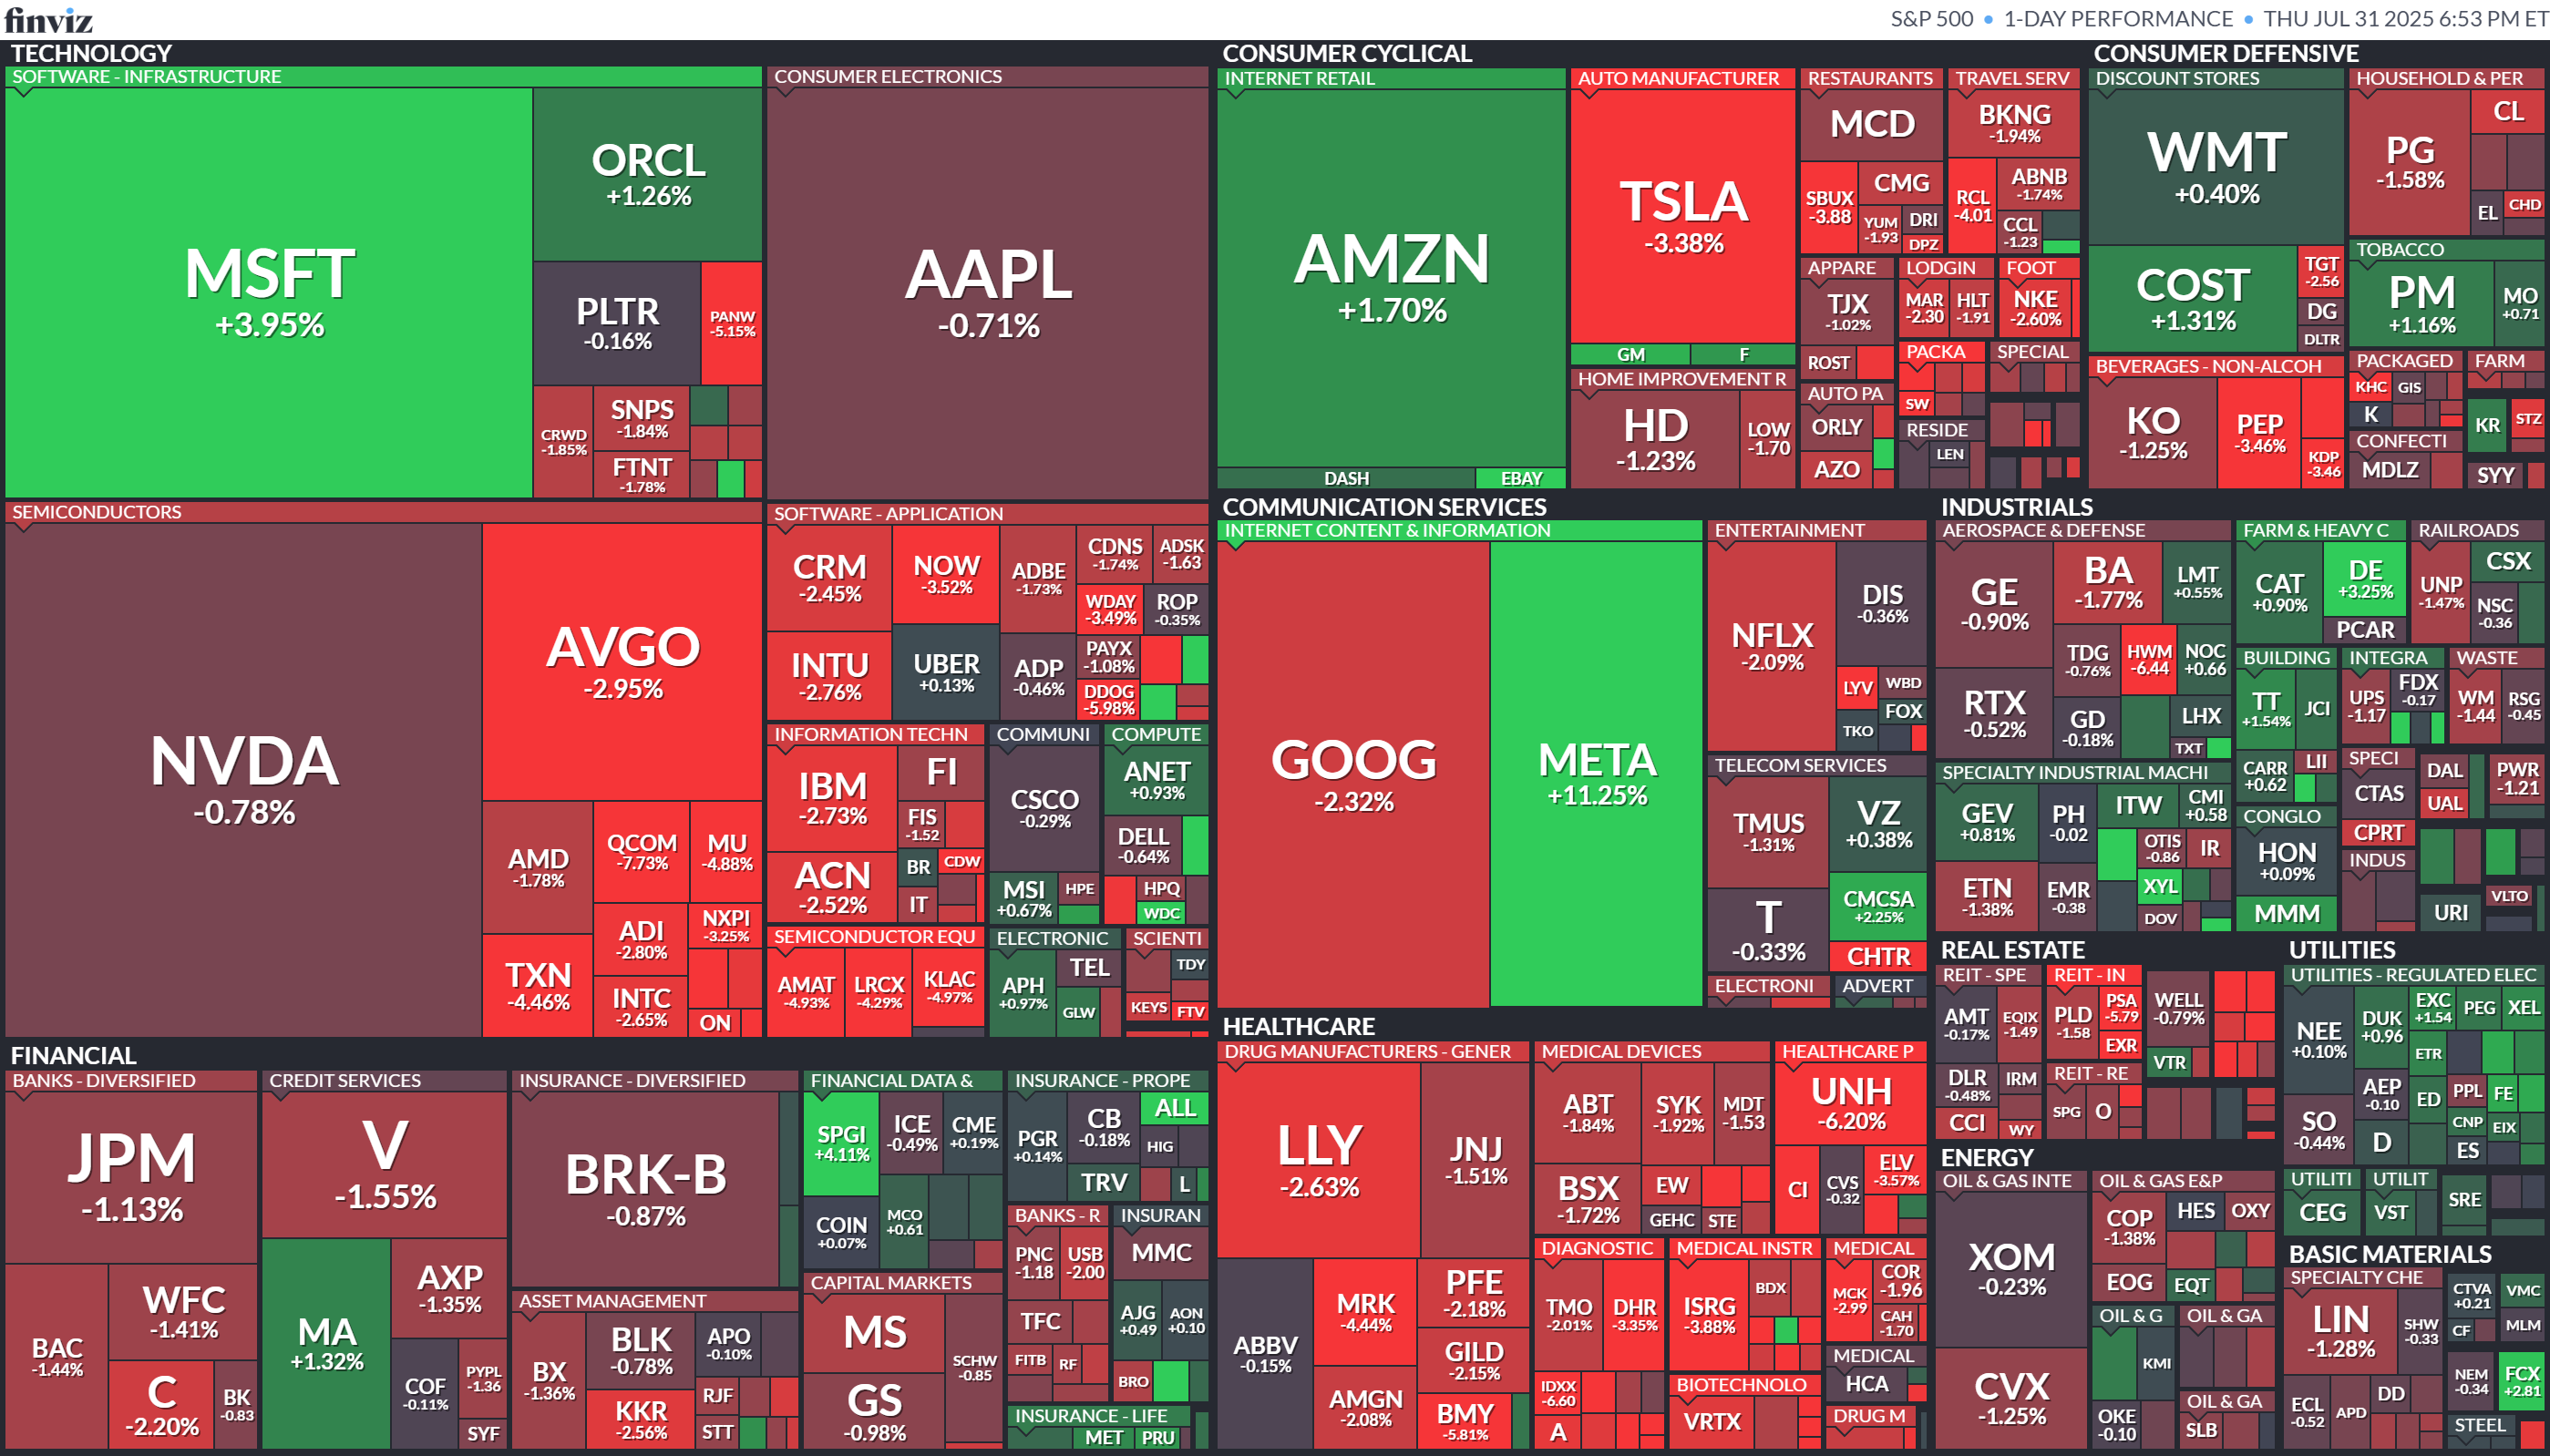 finviz
S&P 500 • 1-DAY PERFORMANCE • THU JUL 31 2025 6:53 PM ET
TECHNOLOGY
SOFTWARE - INFRASTRUCTURE
MSFT
+3.95%
ORCL
+1.26%
PLTR
-0.16%
PANW
-5.15%
CRWD
-1.85%
SNPS
-1.84%
FTNT
-1.78%
CONSUMER ELECTRONICS
AAPL
-0.71%
SEMICONDUCTORS
NVDA
-0.78%
AVGO
-2.95%
AMD
-1.78%
QCOM
-7.73%
MU
-4.88%
TXN
-4.46%
ADI
-2.80%
NXPI
-3.25%
INTC
-2.65%
ON
SOFTWARE - APPLICATION
CRM
-2.45%
NOW
-3.52%
ADBE
-1.73%
CDNS
-1.74%
ADSK
-1.63
INTU
-2.76%
UBER
+0.13%
ADP
-0.46%
WDAY
-3.49%
ROP
-0.35%
PAYX
-1.08%
DDOG
-5.98%
INFORMATION TECHN
IBM
-2.73%
ACN
-2.52%
FI
FIS
-1.52
BR
CDW
IT
COMMUNI
CSCO
-0.29%
MSI
+0.67%
HPE
COMPUTE
ANET
+0.93%
DELL
-0.64%
HPQ
WDC
SEMICONDUCTOR EQU
AMAT
-4.93%
LRCX
-4.29%
KLAC
-4.97%
ELECTRONIC
APH
+0.97%
TEL
GLW
SCIENTI
TDY
KEYS
FTV
CONSUMER CYCLICAL
INTERNET RETAIL
AMZN
+1.70%
DASH
EBAY
AUTO MANUFACTURER
TSLA
-3.38%
GM
F
HOME IMPROVEMENT R
HD
-1.23%
LOW
-1.70
RESTAURANTS
MCD
SBUX
-3.88
CMG
YUM
-1.93
DRI
DPZ
TRAVEL SERV
BKNG
-1.94%
RCL
-4.01
ABNB
-1.74%
CCL
-1.23
APPARE
TJX
-1.02%
ROST
LODGIN
MAR
-2.30
HLT
-1.91
FOOT
NKE
-2.60%
AUTO PA
ORLY
AZO
PACKA
SW
SPECIAL
RESIDE
LEN
CONSUMER DEFENSIVE
DISCOUNT STORES
WMT
+0.40%
COST
+1.31%
TGT
-2.56
DG
DLTR
HOUSEHOLD & PER
PG
-1.58%
CL
EL
CHD
TOBACCO
PM
+1.16%
MO
+0.71
BEVERAGES - NON-ALCOH
KO
-1.25%
PEP
-3.46%
KDP
-3.46
PACKAGED
KHC
GIS
K
FARM
KR
STZ
CONFECTI
MDLZ
SYY
COMMUNICATION SERVICES
INTERNET CONTENT & INFORMATION
GOOG
-2.32%
META
+11.25%
ENTERTAINMENT
NFLX
-2.09%
DIS
-0.36%
LYV
WBD
TKO
FOX
TELECOM SERVICES
TMUS
-1.31%
VZ
+0.38%
T
-0.33%
CMCSA
+2.25%
CHTR
ELECTRONI
ADVERT
INDUSTRIALS
AEROSPACE & DEFENSE
GE
-0.90%
BA
-1.77%
LMT
+0.55%
RTX
-0.52%
TDG
-0.76%
HWM
-6.44
NOC
+0.66
GD
-0.18%
LHX
TXT
FARM & HEAVY C
CAT
+0.90%
DE
+3.25%
PCAR
RAILROADS
UNP
-1.47%
CSX
NSC
-0.36
BUILDING
TT
+1.54%
JCI
CARR
+0.62
LII
INTEGRA
UPS
-1.17
FDX
-0.17
WASTE
WM
-1.44
RSG
-0.45
SPECIALTY INDUSTRIAL MACHI
GEV
+0.81%
PH
-0.02
ITW
CMI
+0.58
ETN
-1.38%
EMR
-0.38
OTIS
-0.86
IR
XYL
DOV
CONGLO
HON
+0.09%
MMM
SPECI
CTAS
CPRT
INDUS
DAL
UAL
PWR
-1.21
URI
VLTO
HEALTHCARE
DRUG MANUFACTURERS - GENER
LLY
-2.63%
JNJ
-1.51%
ABBV
-0.15%
MRK
-4.44%
PFE
-2.18%
AMGN
-2.08%
GILD
-2.15%
BMY
-5.81%
MEDICAL DEVICES
ABT
-1.84%
SYK
-1.92%
MDT
-1.53
BSX
-1.72%
EW
GEHC
STE
HEALTHCARE P
UNH
-6.20%
CI
CVS
-0.32
ELV
-3.57%
DIAGNOSTIC
TMO
-2.01%
DHR
-3.35%
IDXX
-6.60
A
MEDICAL INSTR
ISRG
-3.88%
BDX
BIOTECHNOLO
VRTX
MEDICAL
MCK
-2.99
COR
-1.96
CAH
-1.70
MEDICAL
HCA
DRUG M
REAL ESTATE
REIT - SPE
AMT
-0.17%
EQIX
-1.49
DLR
-0.48%
IRM
CCI
WY
REIT - IN
PLD
-1.58
PSA
-5.79
EXR
REIT - RE
SPG
O
WELL
-0.79%
VTR
UTILITIES
UTILITIES - REGULATED ELEC
NEE
+0.10%
DUK
+0.96
EXC
+1.54
PEG
XEL
ETR
SO
-0.44%
AEP
-0.10
ED
PPL
FE
D
CNP
EIX
ES
UTILITI
CEG
UTILIT
VST
SRE
ENERGY
OIL & GAS INTE
XOM
-0.23%
CVX
-1.25%
OIL & GAS E&P
COP
-1.38%
HES
OXY
EOG
EQT
OIL & G
KMI
OKE
-0.10
OIL & GA
OIL & GA
SLB
BASIC MATERIALS
SPECIALTY CHE
LIN
-1.28%
SHW
-0.33
ECL
-0.52
APD
DD
CTVA
+0.21
CF
VMC
MLM
NEM
-0.34
FCX
+2.81
STEEL
FINANCIAL
BANKS - DIVERSIFIED
JPM
-1.13%
BAC
-1.44%
WFC
-1.41%
C
-2.20%
BK
-0.83
CREDIT SERVICES
V
-1.55%
MA
+1.32%
AXP
-1.35%
COF
-0.11%
PYPL
-1.36
SYF
INSURANCE - DIVERSIFIED
BRK-B
-0.87%
ASSET MANAGEMENT
BX
-1.36%
BLK
-0.78%
APO
-0.10%
KKR
-2.56%
RJF
STT
FINANCIAL DATA &
SPGI
+4.11%
ICE
-0.49%
CME
+0.19%
COIN
+0.07%
MCO
+0.61
CAPITAL MARKETS
MS
GS
-0.98%
SCHW
-0.85
INSURANCE - PROPE
PGR
+0.14%
CB
-0.18%
ALL
HIG
TRV
L
BANKS - R
PNC
-1.18
USB
-2.00
TFC
FITB
RF
INSURAN
MMC
AJG
+0.49
AON
+0.10
BRO
INSURANCE - LIFE
MET
PRU